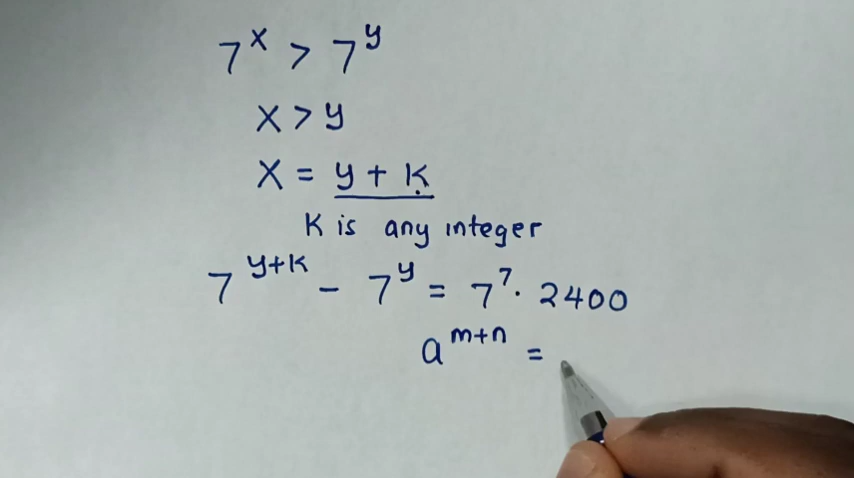 7^x > 7^y
x > y
x = y + k
K is any integer
7^{y+k} - 7^y = 7^7 . 2400
a^{m+n} =